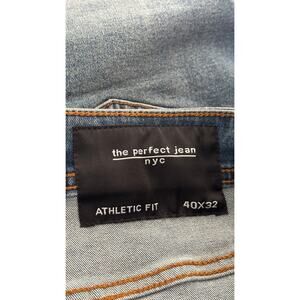 the perfect jean
nyc
ATHLETIC FIT 40X32